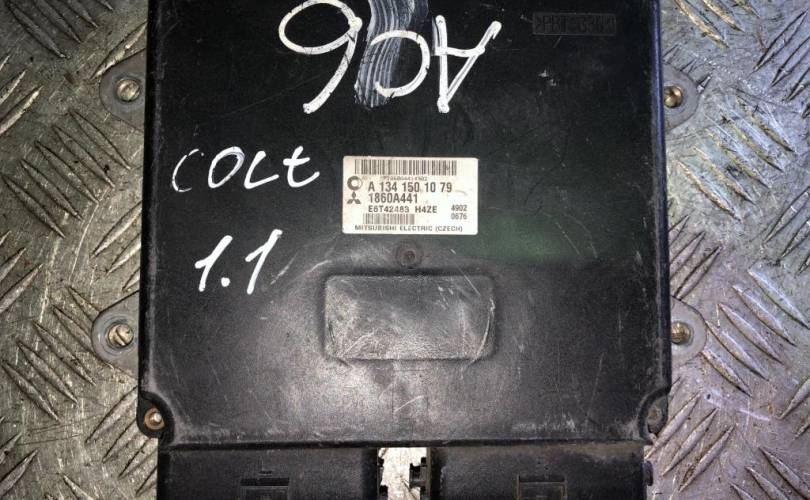 AC6
COLt
1.1
A 134 150 10 79
1860A441
E6T42483 H4ZE
4902
0676
MITSUBISHI ELECTRIC (CZECH)